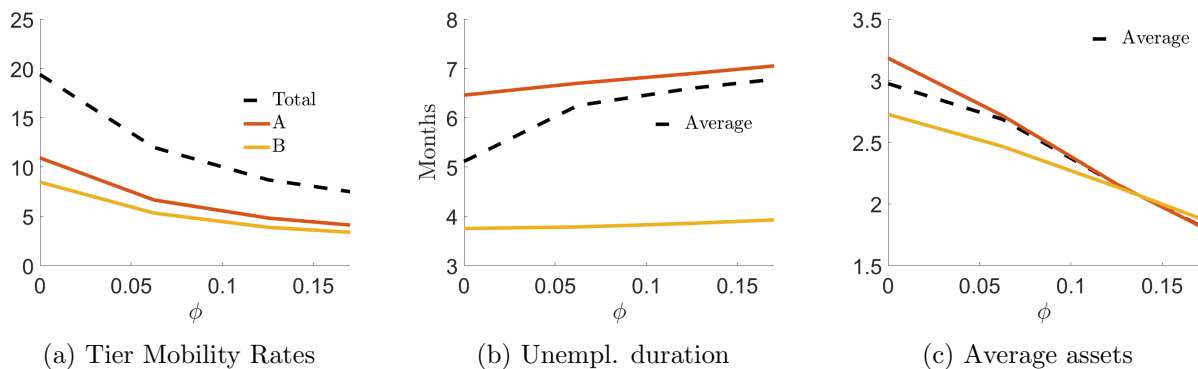 25
20
15
10
5
0
0
0.05
0.1
0.15
ϕ
Total
A
B
(a) Tier Mobility Rates
8
7
6
5
4
3
Months
0
0.05
0.1
0.15
ϕ
Average
(b) Unempl. duration
3.5
3
2.5
2
1.5
0
0.05
0.1
0.15
ϕ
Average
(c) Average assets